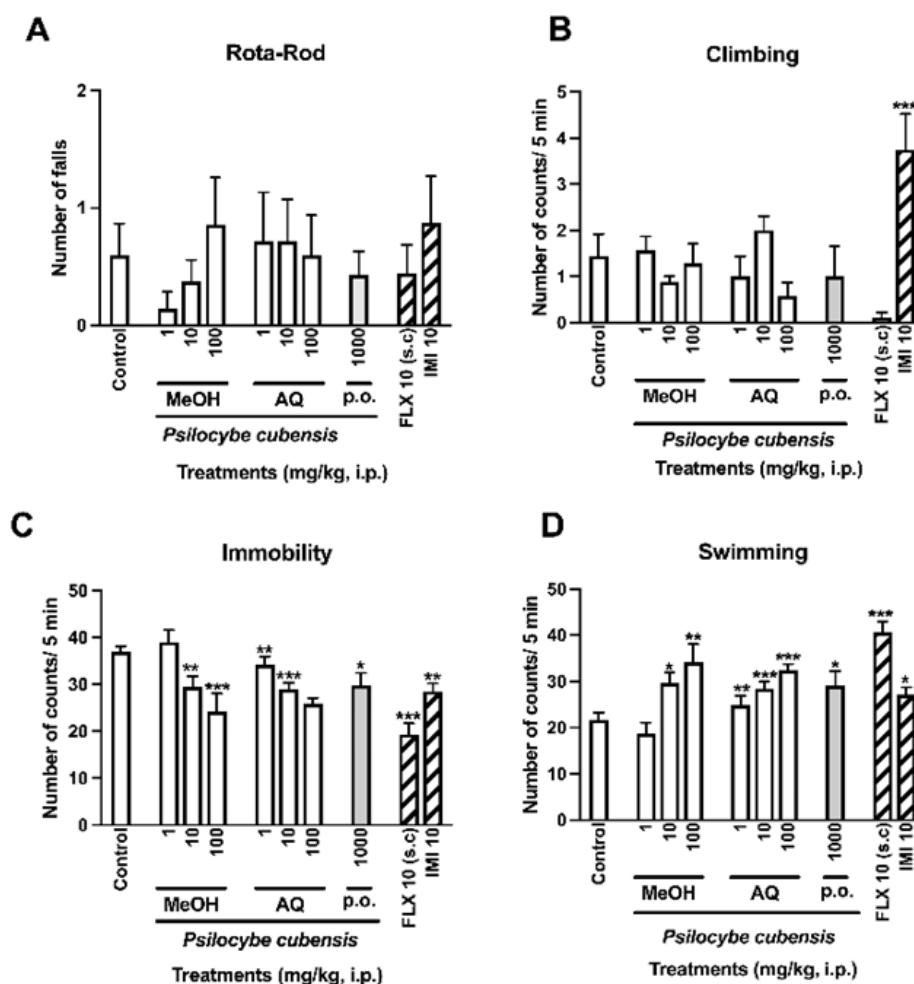 A
Rota-Rod
Number of falls
2
1
0
Control
1
10
100
1
10
100
1000
FLX 10 (s.c)
IMI 10
MeOH
AQ
p.o.
Psilocybe cubensis
Treatments (mg/kg, i.p.)
B
Climbing
Number of counts/ 5 min
5
4
3
2
1
0
***
Control
1
10
100
1
10
100
1000
FLX 10 (s.c)
IMI 10
MeOH
AQ
p.o.
Psilocybe cubensis
Treatments (mg/kg, i.p.)
C
Immobility
Number of counts/ 5 min
50
40
30
20
10
0
**
***
**
***
*
***
**
Control
1
10
100
1
10
100
1000
FLX 10 (s.c)
IMI 10
MeOH
AQ
p.o.
Psilocybe cubensis
Treatments (mg/kg, i.p.)
D
Swimming
Number of counts/ 5 min
50
40
30
20
10
0
*
**
**
***
***
*
***
*
Control
1
10
100
1
10
100
1000
FLX 10 (s.c)
IMI 10
MeOH
AQ
p.o.
Psilocybe cubensis
Treatments (mg/kg, i.p.)